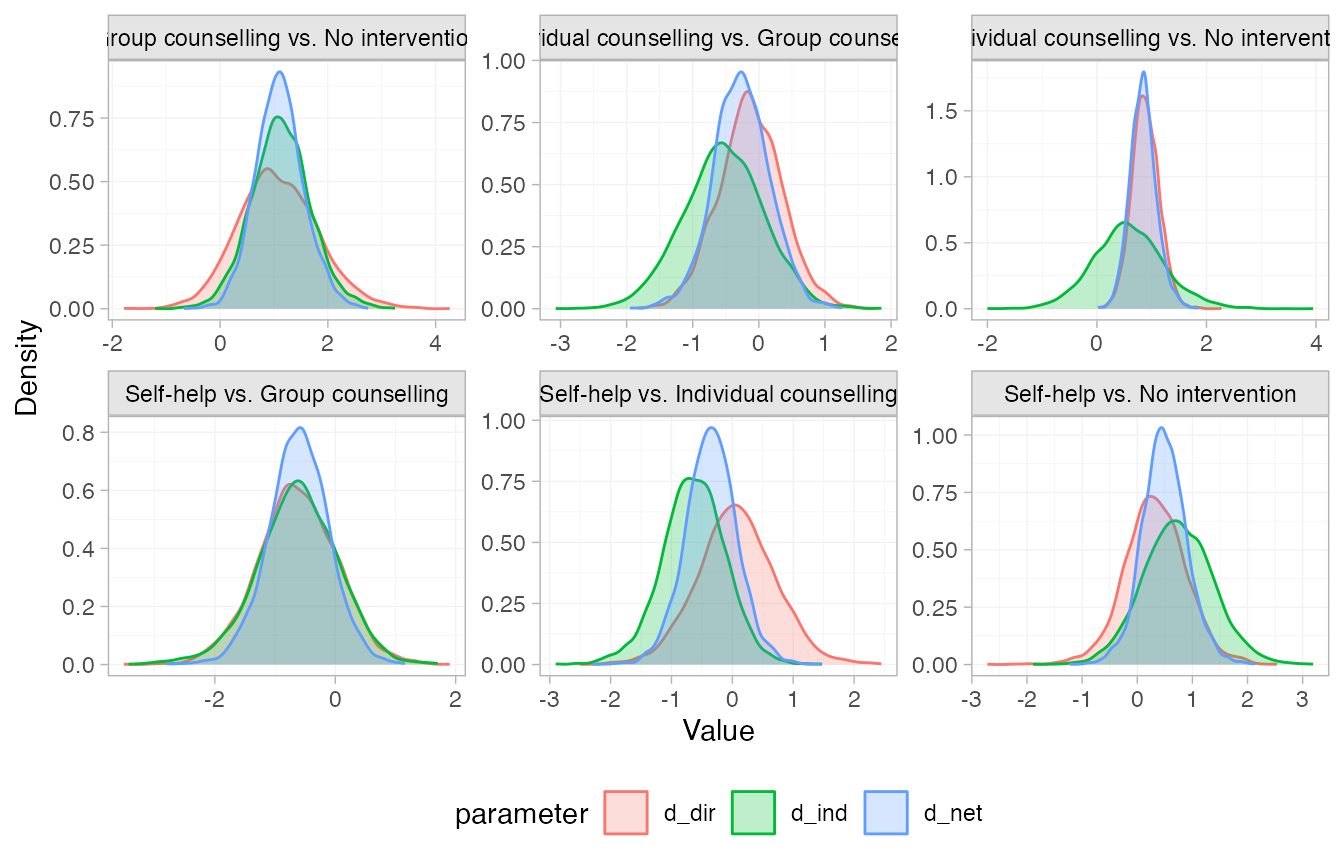 roup counselling vs. No interventio
vidual counselling vs. Group counse
ividual counselling vs. No intervent
0.75
0.50
0.25
0.00
-2 0 2 4
1.00
0.75
0.50
0.25
0.00
-3 -2 -1 0 1 2
1.5
1.0
0.5
0.0
-2 0 2 4
Density
Self-help vs. Group counselling
Self-help vs. Individual counselling
Self-help vs. No intervention
0.8
0.6
0.4
0.2
0.0
-2 0 2
1.00
0.75
0.50
0.25
0.00
-3 -2 -1 0 1 2
1.00
0.75
0.50
0.25
0.00
-3 -2 -1 0 1 2 3
Value
parameter d_dir d_ind d_net